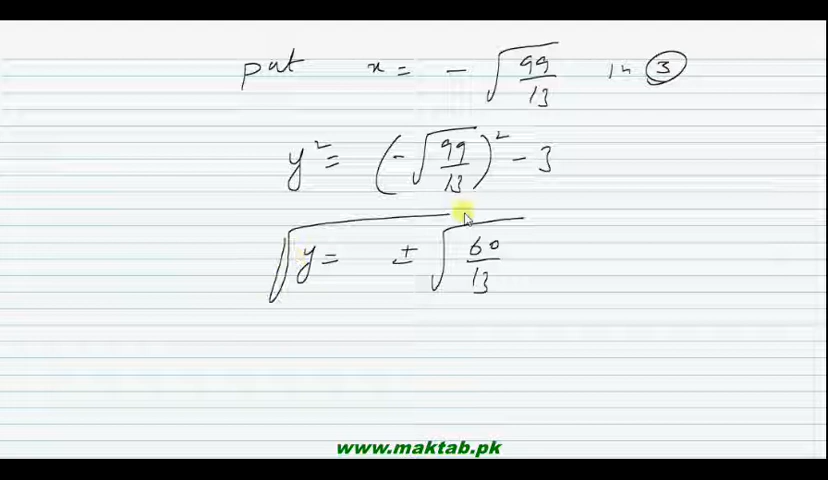 put x = - √(99/13) in (3)
y² = (-√(99/13))² - 3
√y = ± √(60/13)
www.maktab.pk